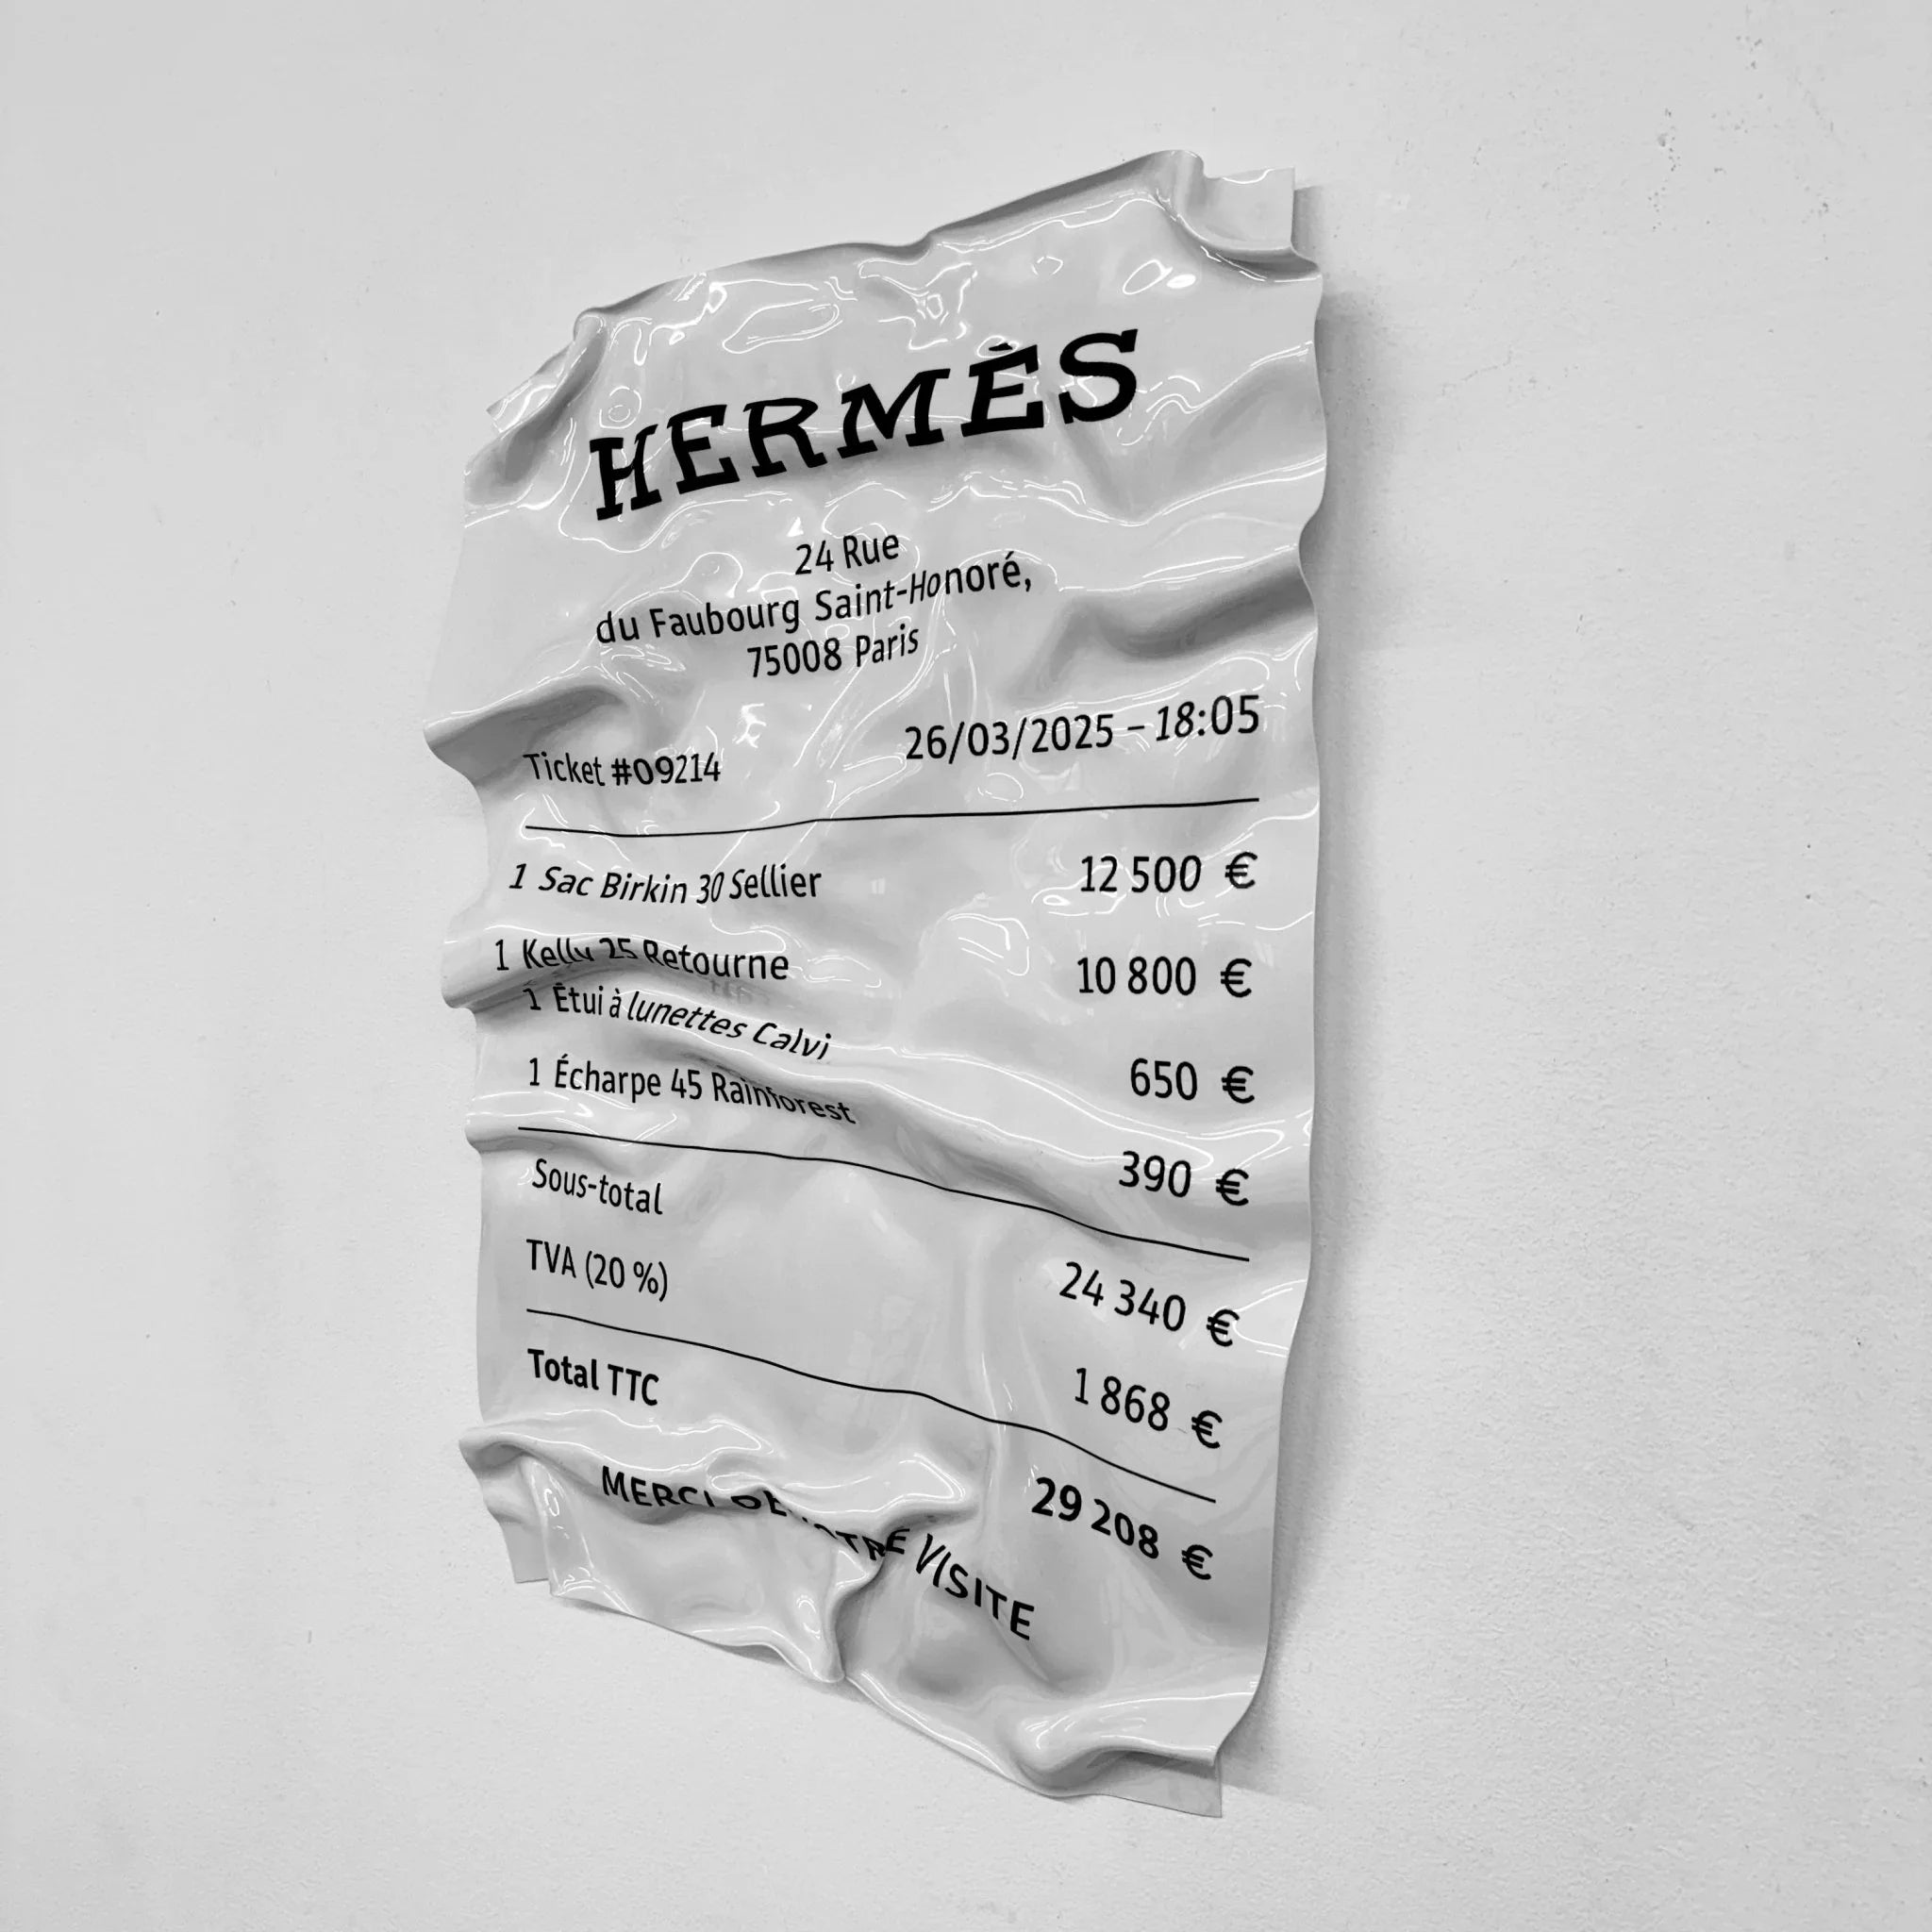 HERMÈS
24 Rue
du Faubourg Saint-Honoré,
75008 Paris
Ticket #09214 26/03/2025 – 18:05
1 Sac Birkin 30 Sellier 12 500 €
1 Kelly 25 Retourne 10 800 €
1 Étui à lunettes Calvi 650 €
1 Écharpe 45 Rainforest 390 €
Sous-total 24 340 €
TVA (20 %) 1 868 €
Total TTC 29 208 €
MERCI DE VISITE